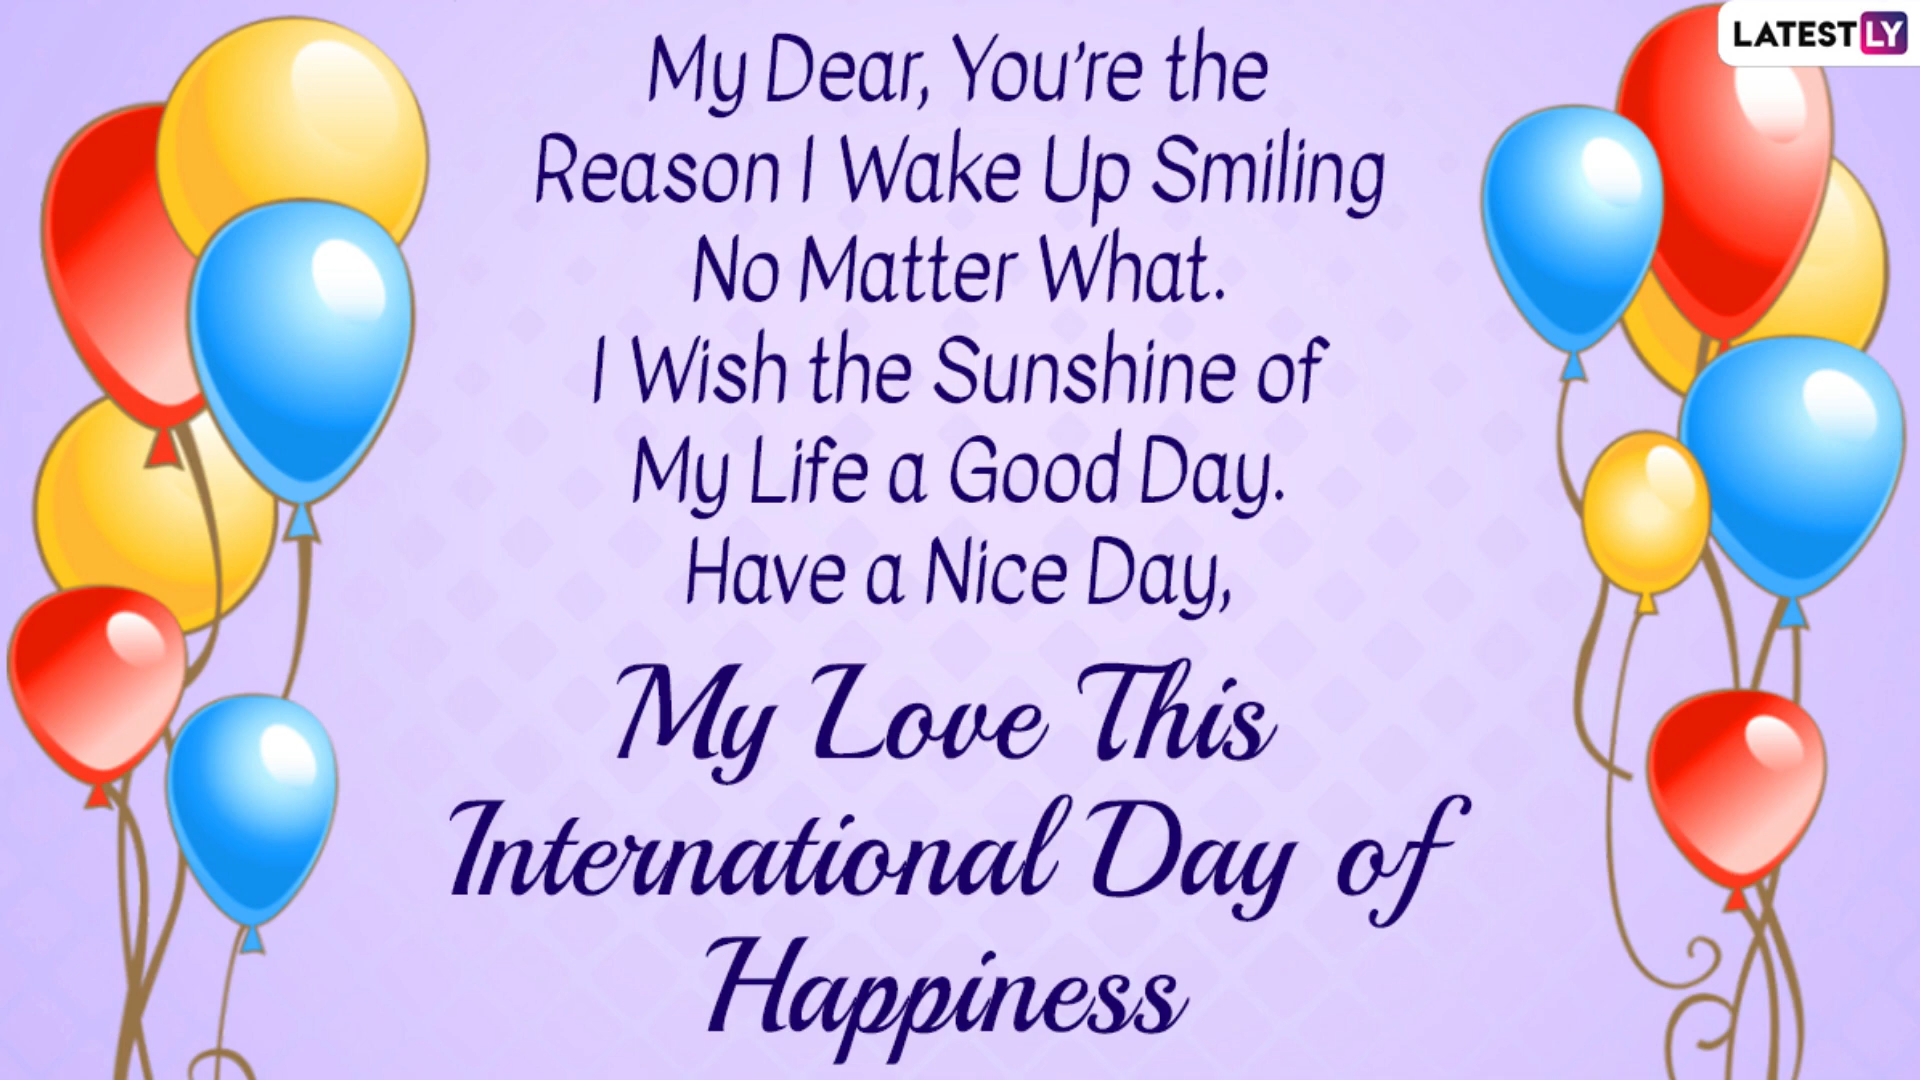 LATESTLY
My Dear, You're the
Reason I Wake Up Smiling
No Matter What.
I Wish the Sunshine of
My Life a Good Day.
Have a Nice Day,
My Love This
International Day of
Happiness